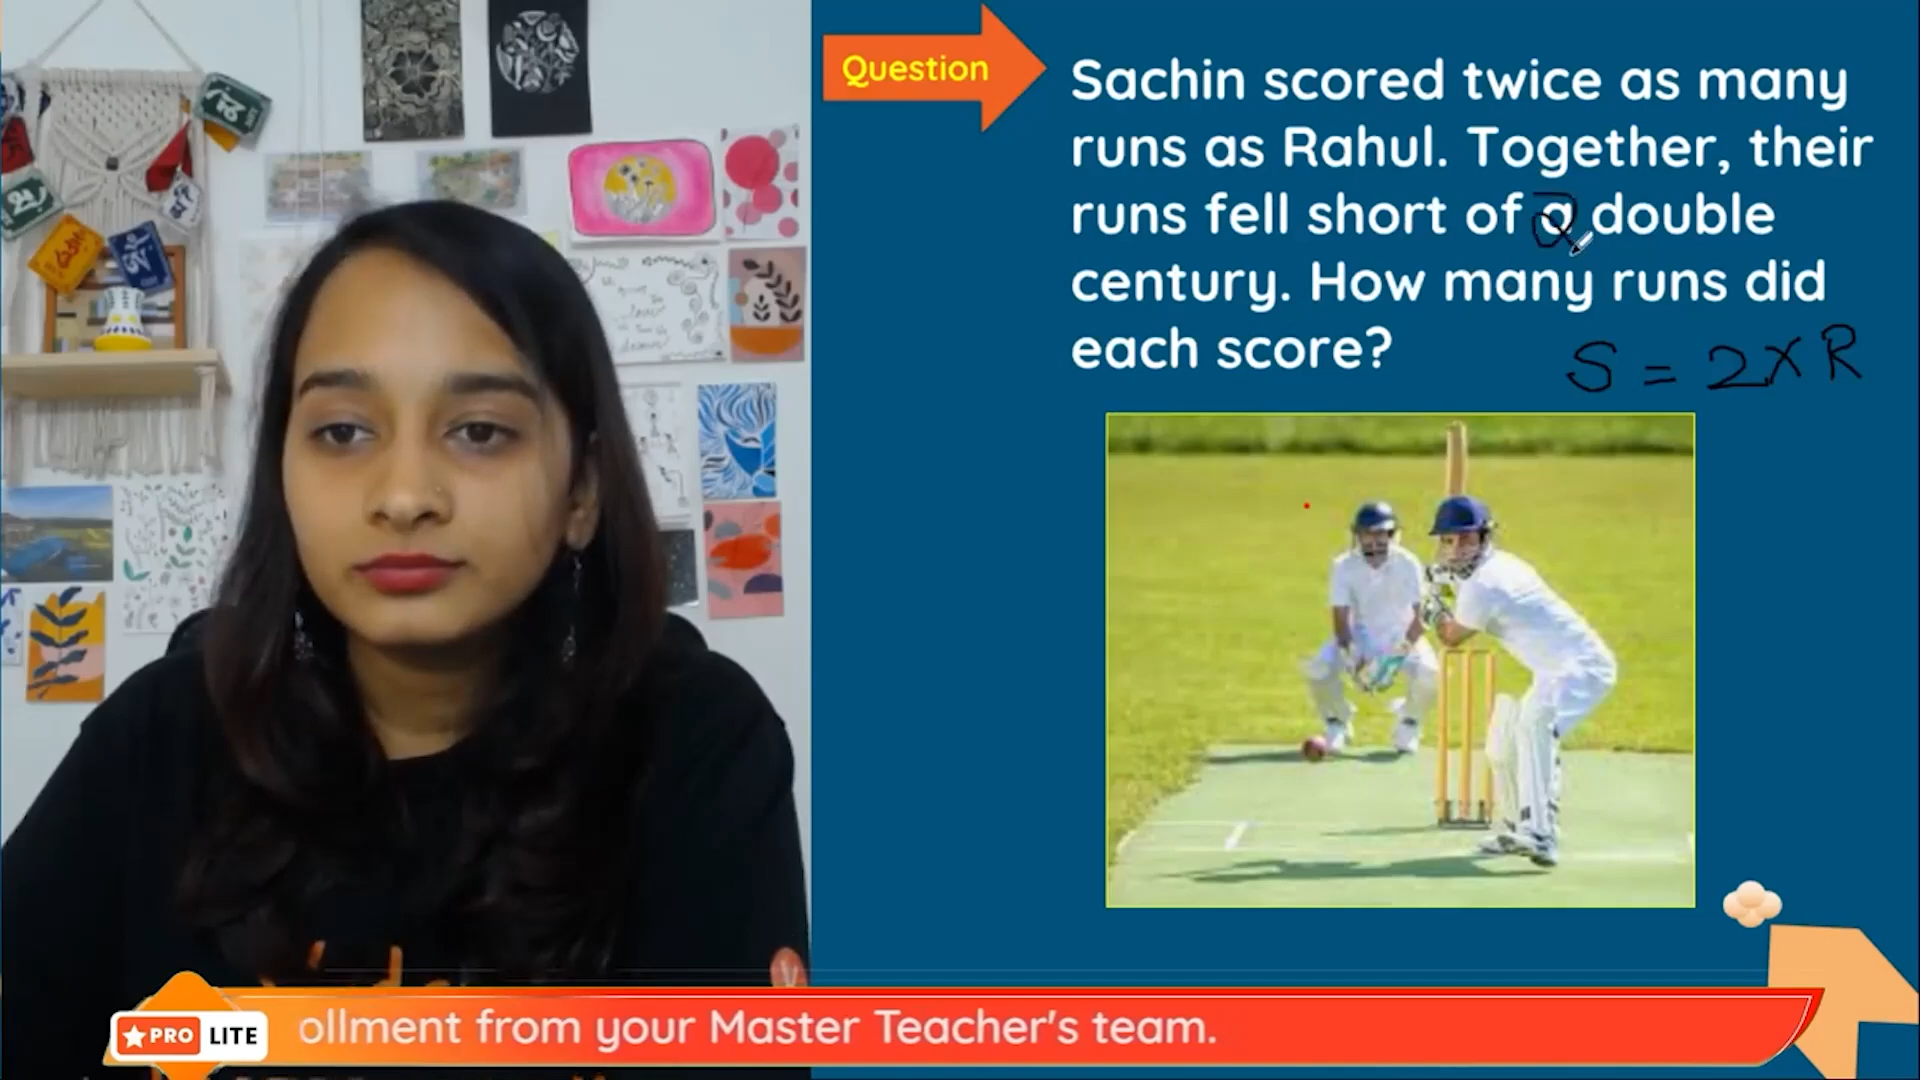 Question
Sachin scored twice as many
runs as Rahul. Together, their
runs fell short of 2 double
century. How many runs did
each score?
S = 2 X R
PRO LITE
ollment from your Master Teacher's team.